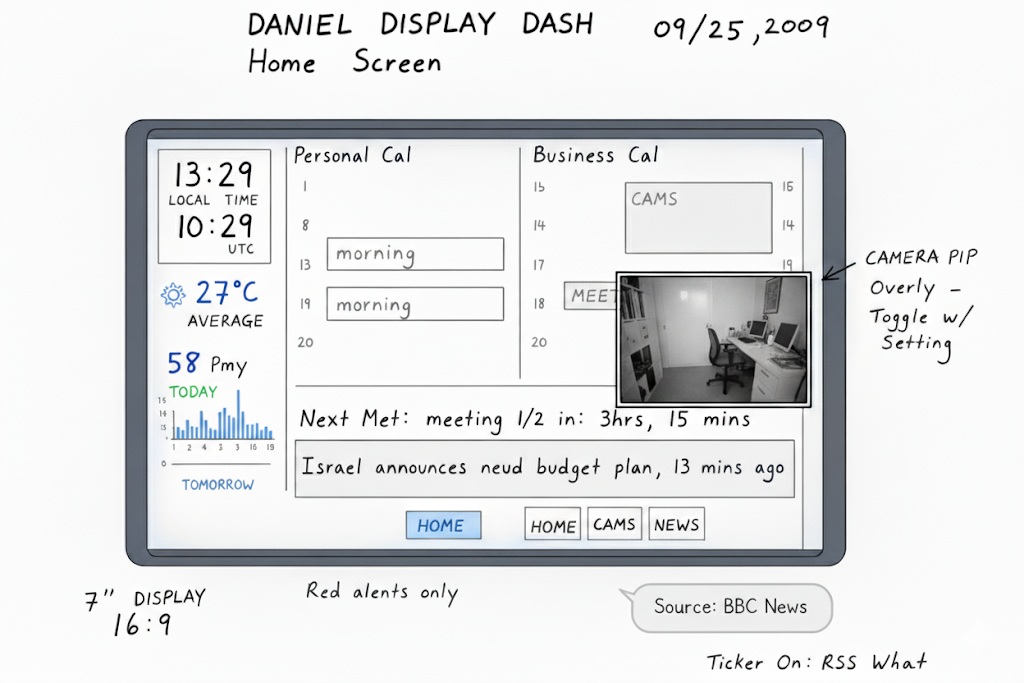 DANIEL DISPLAY DASH 09/25,2009
Home Screen
13:29
LOCAL TIME
10:29
UTC
27°C
AVERAGE
58 Pmy
TODAY
15
14
13
1 2 4 5 3 16 19
0
TOMORROW
Personal Cal
1
8
13 morning
19 morning
20
Business Cal
15 CAMS 15
14 14
17 19
18 MEET
20
CAMERA PIP
Overly –
Toggle w/
Setting
Next Met: meeting 1/2 in: 3hrs, 15 mins
Israel announces neud budget plan, 13 mins ago
HOME HOME CAMS NEWS
7" DISPLAY
16:9
Red alents only
Source: BBC News
Ticker On: RSS What